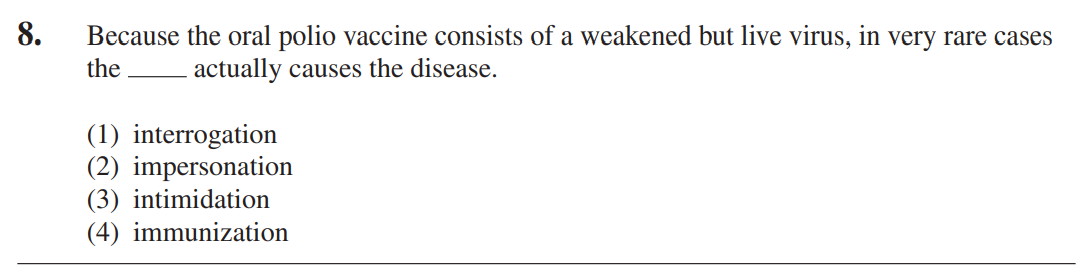 8. Because the oral polio vaccine consists of a weakened but live virus, in very rare cases
the _____ actually causes the disease.
(1) interrogation
(2) impersonation
(3) intimidation
(4) immunization